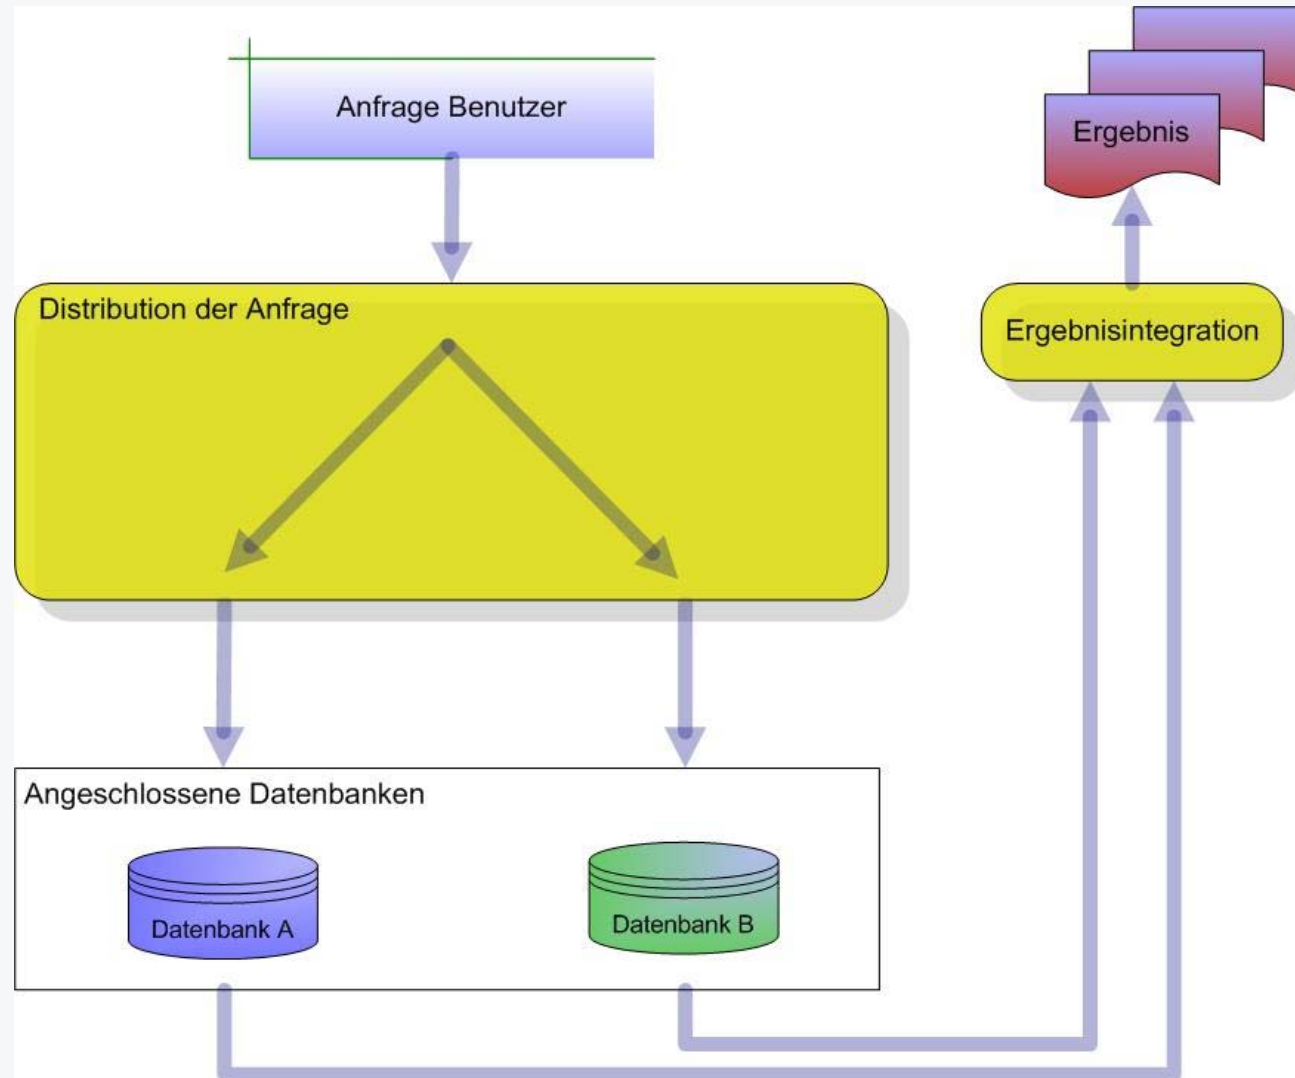 Anfrage Benutzer
Ergebnis
Distribution der Anfrage
Ergebnisintegration
Angeschlossene Datenbanken
Datenbank A
Datenbank B